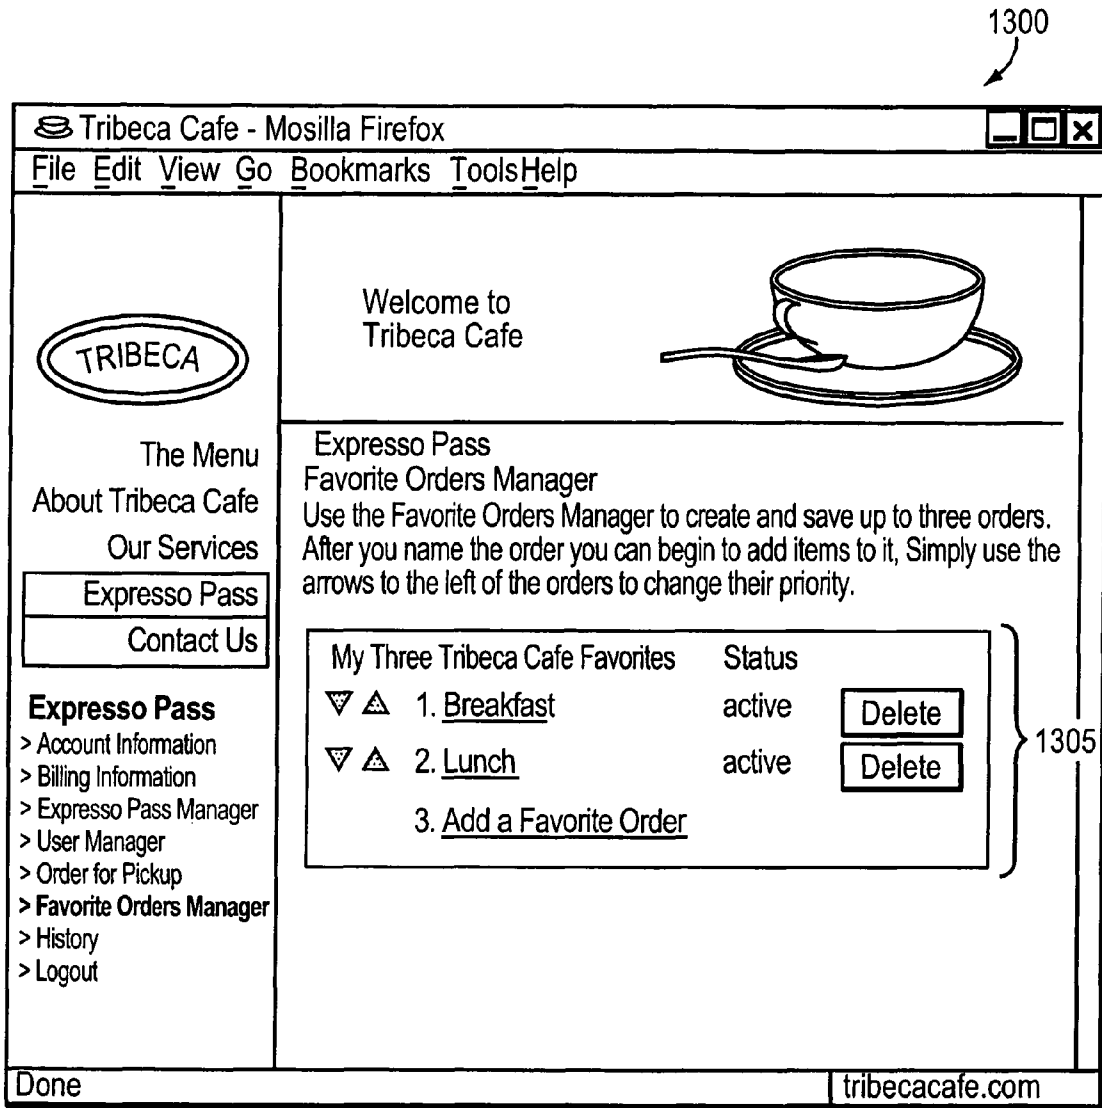 1300
Tribeca Cafe - Mosilla Firefox
File Edit View Go Bookmarks ToolsHelp
TRIBECA
The Menu
About Tribeca Cafe
Our Services
Expresso Pass
Contact Us
Expresso Pass
> Account Information
> Billing Information
> Expresso Pass Manager
> User Manager
> Order for Pickup
> Favorite Orders Manager
> History
> Logout
Welcome to
Tribeca Cafe
Expresso Pass
Favorite Orders Manager
Use the Favorite Orders Manager to create and save up to three orders.
After you name the order you can begin to add items to it, Simply use the
arrows to the left of the orders to change their priority.
My Three Tribeca Cafe Favorites Status
1. Breakfast active Delete
2. Lunch active Delete
3. Add a Favorite Order
1305
Done tribecacafe.com